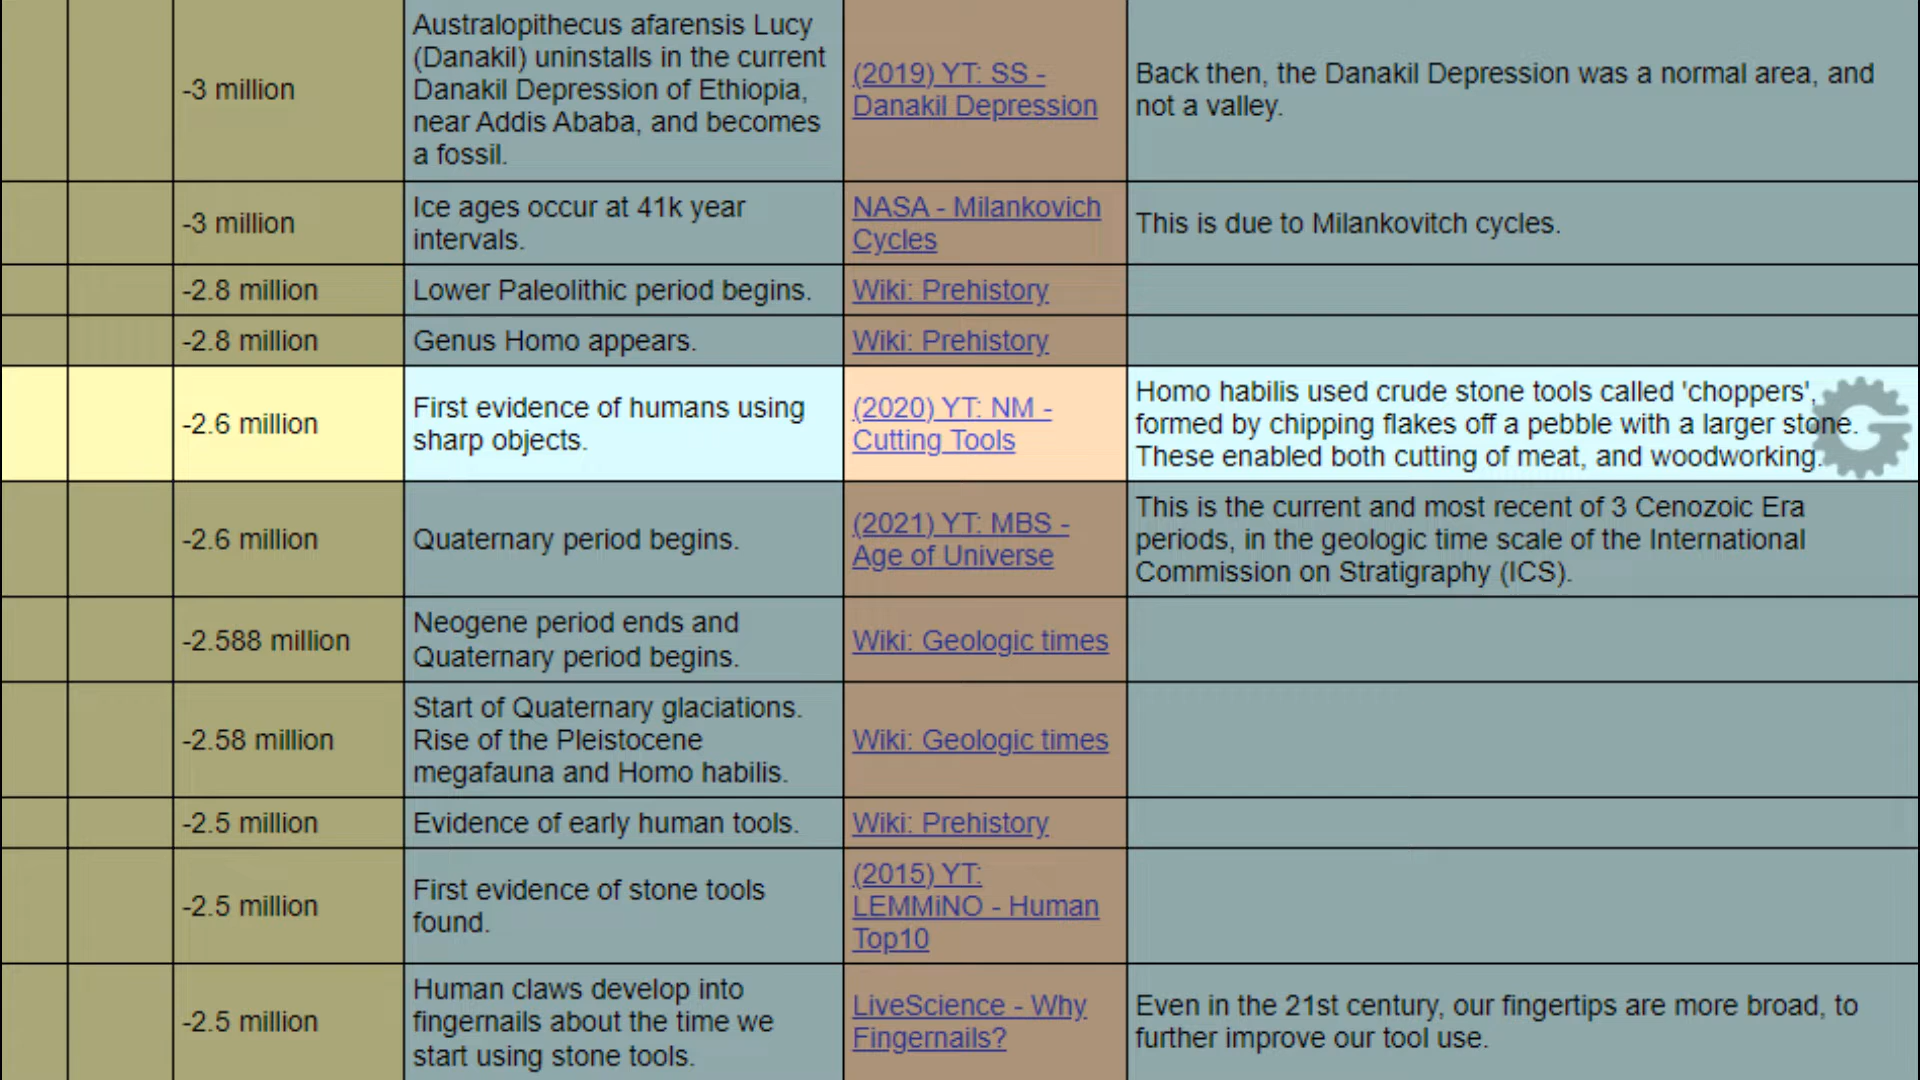 -3 million
Australopithecus afarensis Lucy
(Danakil) uninstalls in the current
Danakil Depression of Ethiopia,
near Addis Ababa, and becomes
a fossil.
(2019) YT: SS -
Danakil Depression
Back then, the Danakil Depression was a normal area, and
not a valley.
-3 million
Ice ages occur at 41k year
intervals.
NASA - Milankovich
Cycles
This is due to Milankovitch cycles.
-2.8 million
Lower Paleolithic period begins.
Wiki: Prehistory
-2.8 million
Genus Homo appears.
Wiki: Prehistory
-2.6 million
First evidence of humans using
sharp objects.
(2020) YT: NM -
Cutting Tools
Homo habilis used crude stone tools called 'choppers',
formed by chipping flakes off a pebble with a larger stone.
These enabled both cutting of meat, and woodworking.
-2.6 million
Quaternary period begins.
(2021) YT: MBS -
Age of Universe
This is the current and most recent of 3 Cenozoic Era
periods, in the geologic time scale of the International
Commission on Stratigraphy (ICS).
-2.588 million
Neogene period ends and
Quaternary period begins.
Wiki: Geologic times
-2.58 million
Start of Quaternary glaciations.
Rise of the Pleistocene
megafauna and Homo habilis.
Wiki: Geologic times
-2.5 million
Evidence of early human tools.
Wiki: Prehistory
-2.5 million
First evidence of stone tools
found.
(2015) YT:
LEMMiNO - Human
Top10
-2.5 million
Human claws develop into
fingernails about the time we
start using stone tools.
LiveScience - Why
Fingernails?
Even in the 21st century, our fingertips are more broad, to
further improve our tool use.